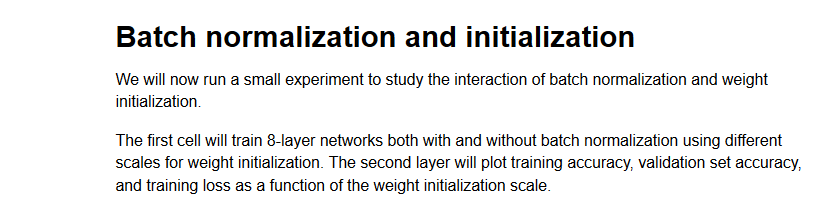 Batch normalization and initialization
We will now run a small experiment to study the interaction of batch normalization and weight
initialization.
The first cell will train 8-layer networks both with and without batch normalization using different
scales for weight initialization. The second layer will plot training accuracy, validation set accuracy,
and training loss as a function of the weight initialization scale.